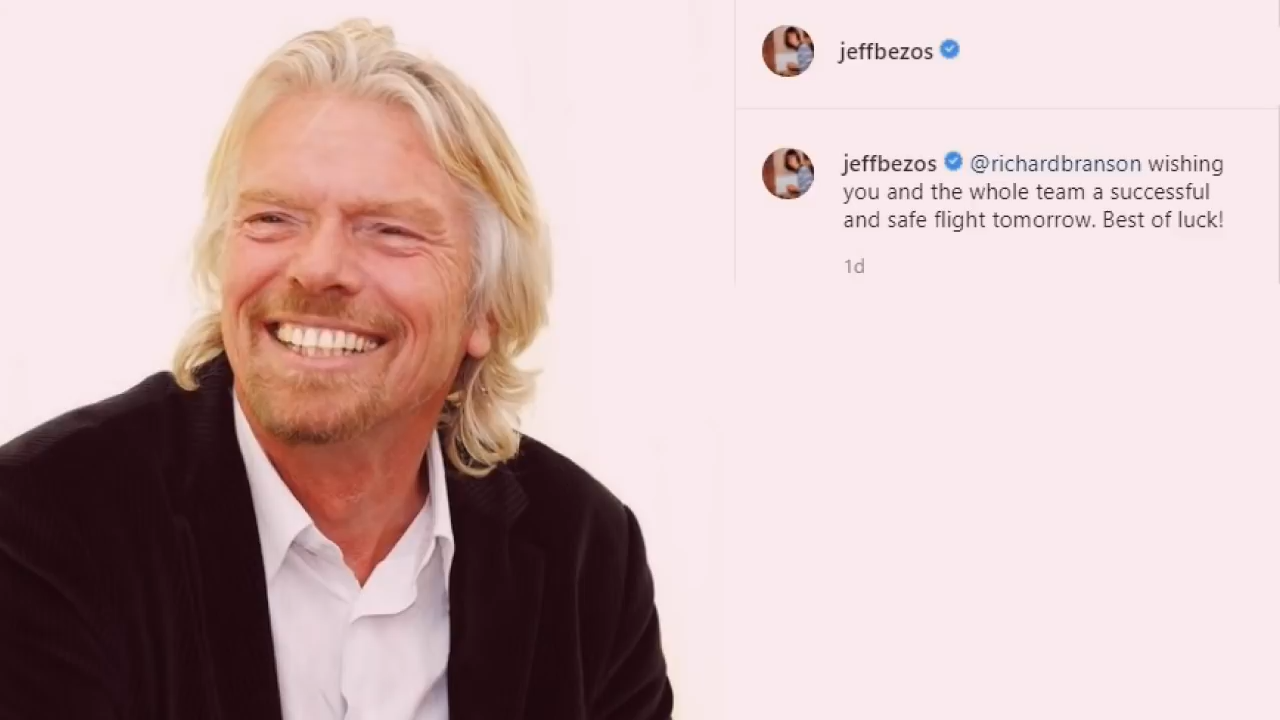 jeffbezos
jeffbezos @richardbranson wishing
you and the whole team a successful
and safe flight tomorrow. Best of luck!
1d